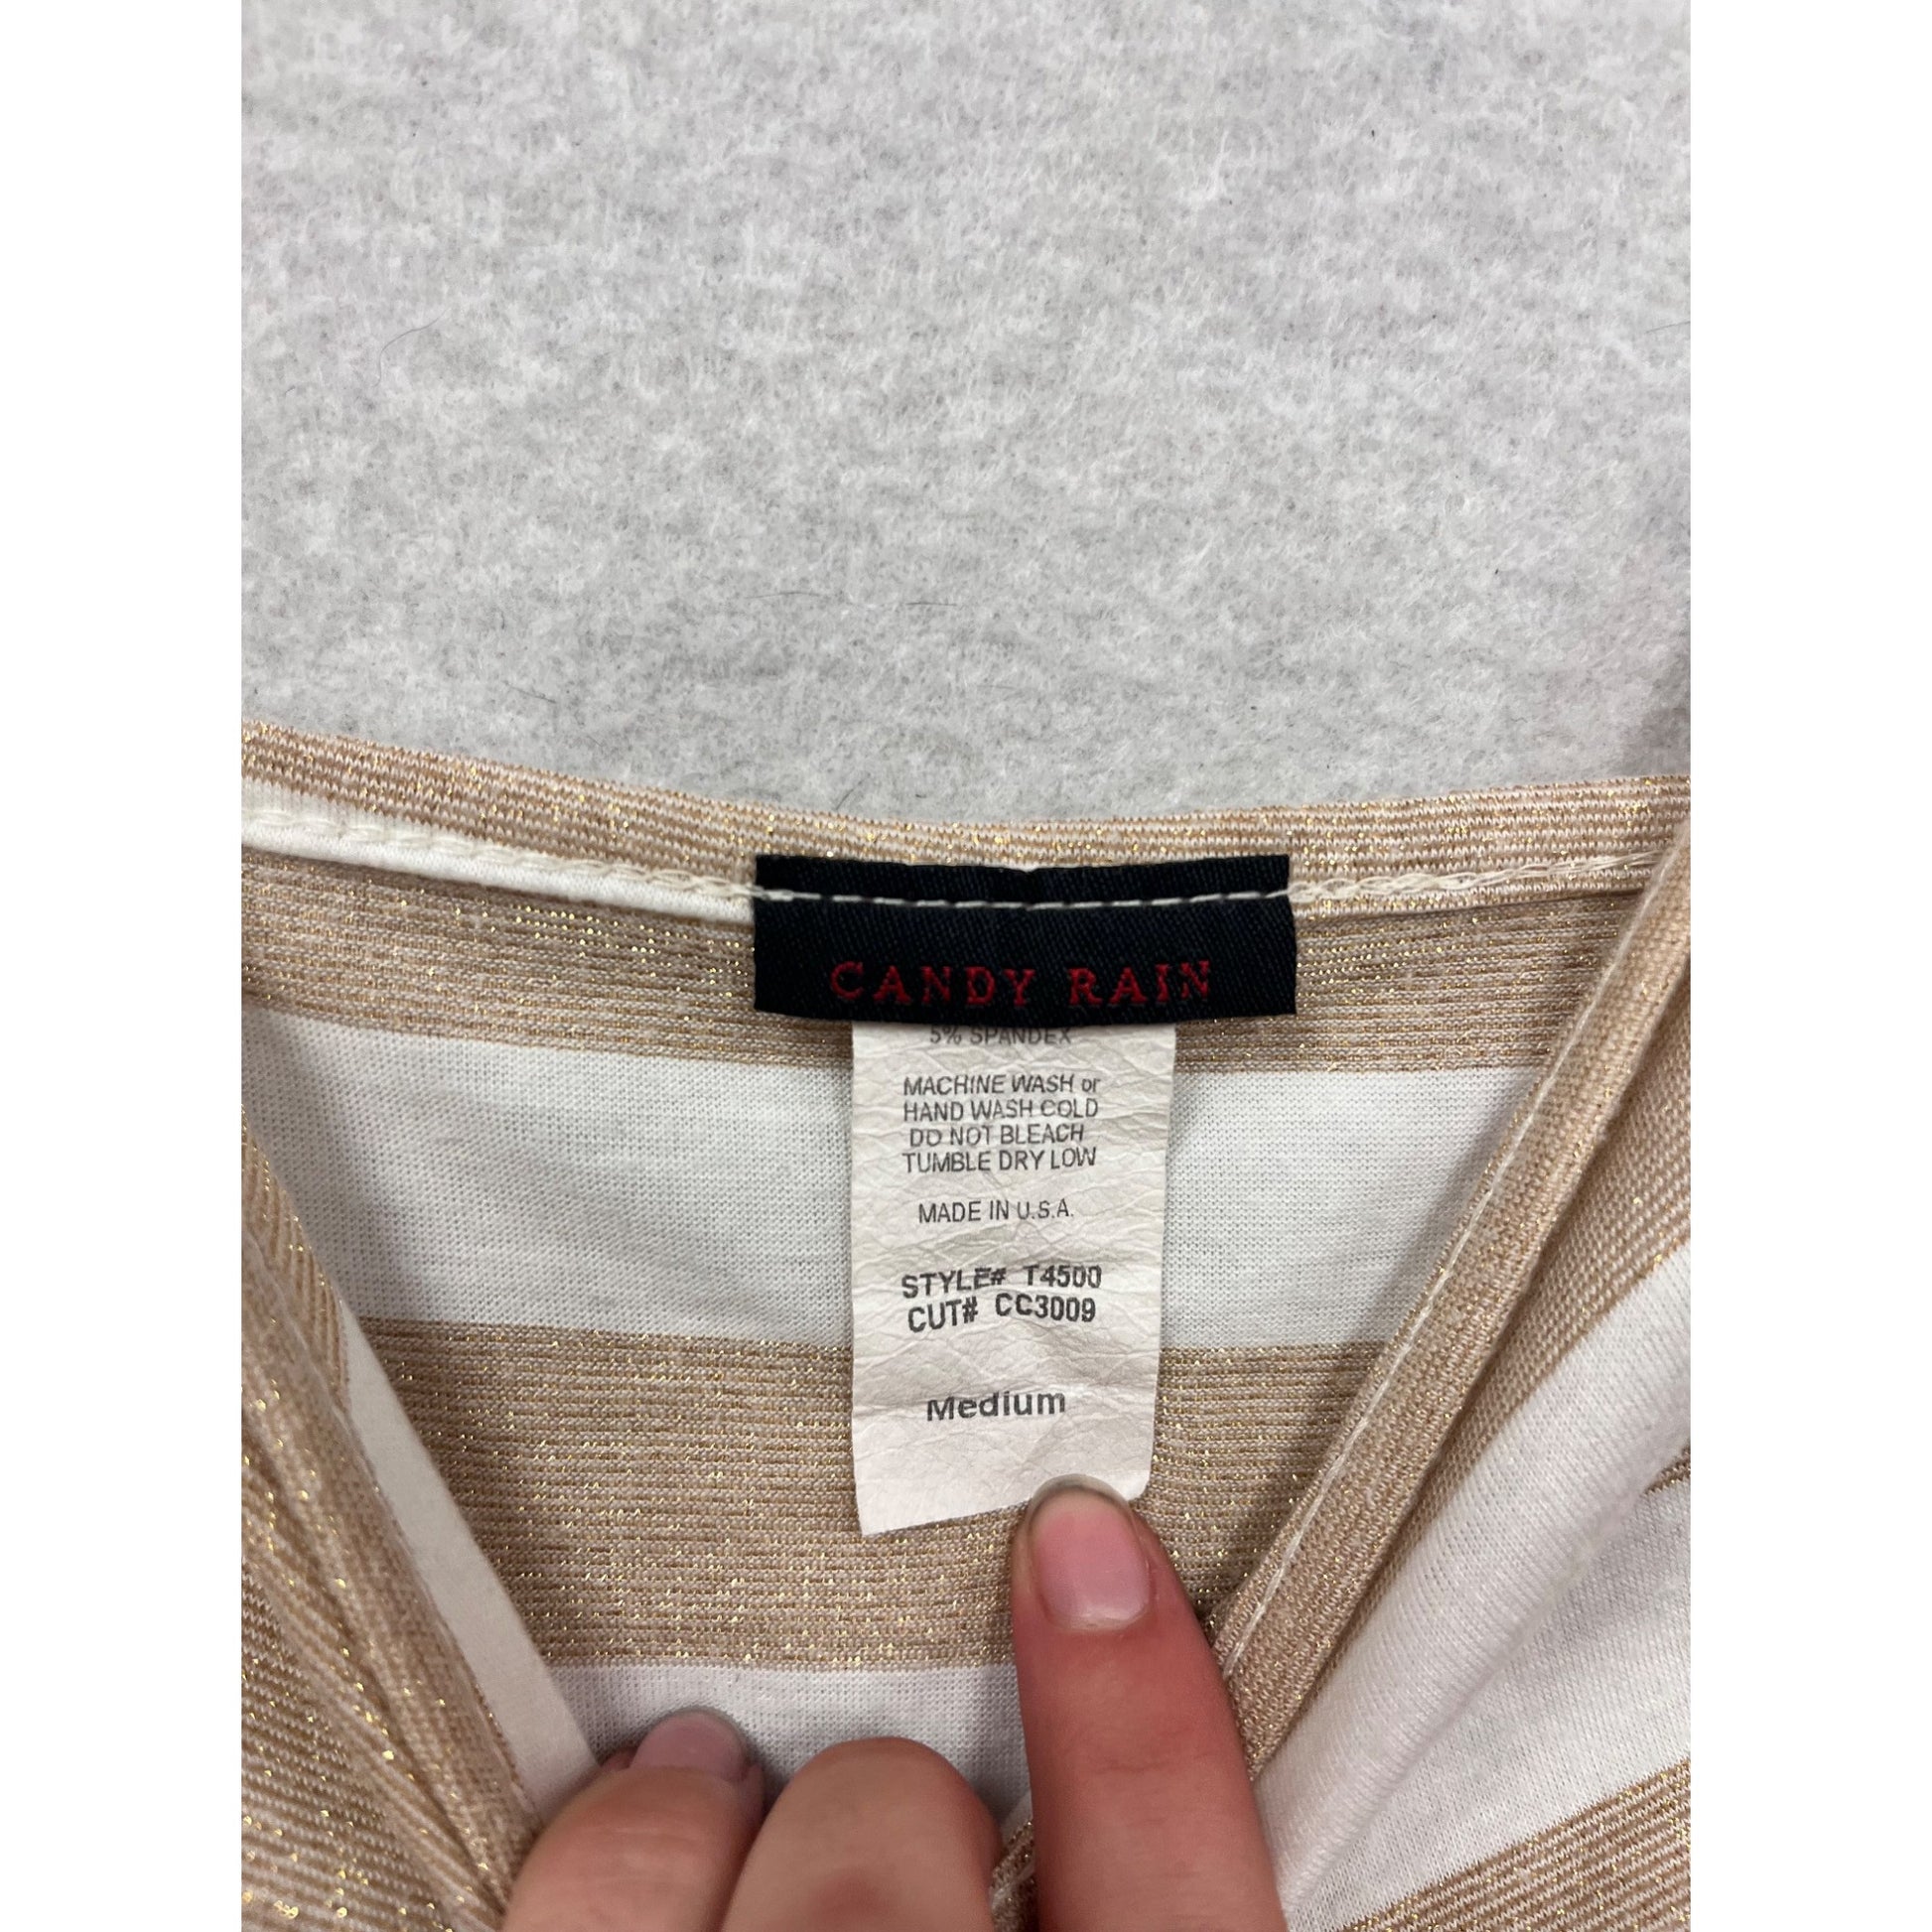 CANDY RAIN
5% SPANDEX
MACHINE WASH or
HAND WASH COLD
DO NOT BLEACH
TUMBLE DRY LOW
MADE IN U.S.A.
STYLE# T4500
CUT# CC3009
Medium